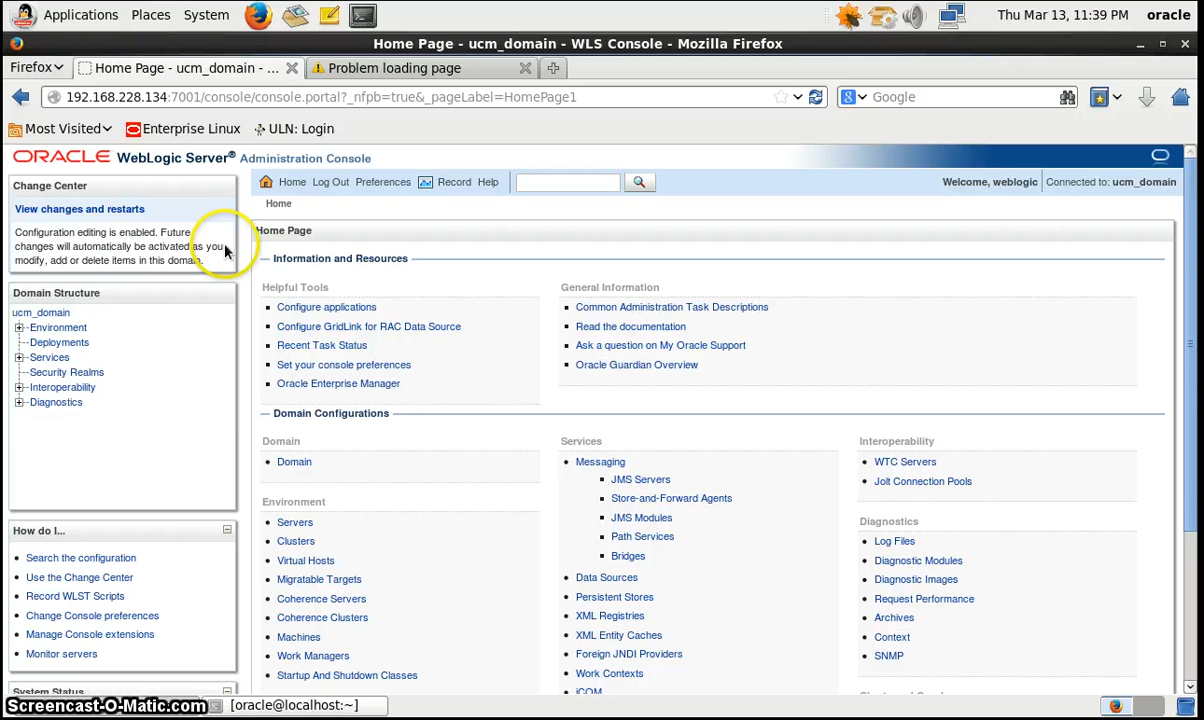 Applications Places System
Thu Mar 13, 11:39 PM oracle
Home Page - ucm_domain - WLS Console - Mozilla Firefox
Firefox
Home Page - ucm_domain - ...
Problem loading page
192.168.228.134:7001/console/console.portal?_nfpb=true&_pageLabel=HomePage1
Google
Most Visited
Enterprise Linux
ULN: Login
ORACLE WebLogic Server® Administration Console
Change Center
View changes and restarts
Configuration editing is enabled. Future
changes will automatically be activated as you
modify, add or delete items in this domain.
Domain Structure
ucm_domain
Environment
Deployments
Services
Security Realms
Interoperability
Diagnostics
How do I...
Search the configuration
Use the Change Center
Record WLST Scripts
Change Console preferences
Manage Console extensions
Monitor servers
System Status
Home Log Out Preferences Record Help
Welcome, weblogic
Connected to: ucm_domain
Home
Home Page
Information and Resources
Helpful Tools
Configure applications
Configure GridLink for RAC Data Source
Recent Task Status
Set your console preferences
Oracle Enterprise Manager
General Information
Common Administration Task Descriptions
Read the documentation
Ask a question on My Oracle Support
Oracle Guardian Overview
Domain Configurations
Domain
Domain
Environment
Servers
Clusters
Virtual Hosts
Migratable Targets
Coherence Servers
Coherence Clusters
Machines
Work Managers
Startup And Shutdown Classes
Services
Messaging
JMS Servers
Store-and-Forward Agents
JMS Modules
Path Services
Bridges
Data Sources
Persistent Stores
XML Registries
XML Entity Caches
Foreign JNDI Providers
Work Contexts
jCOM
Interoperability
WTC Servers
Jolt Connection Pools
Diagnostics
Log Files
Diagnostic Modules
Diagnostic Images
Request Performance
Archives
Context
SNMP
Screencast-O-Matic.com
[oracle@localhost:~]